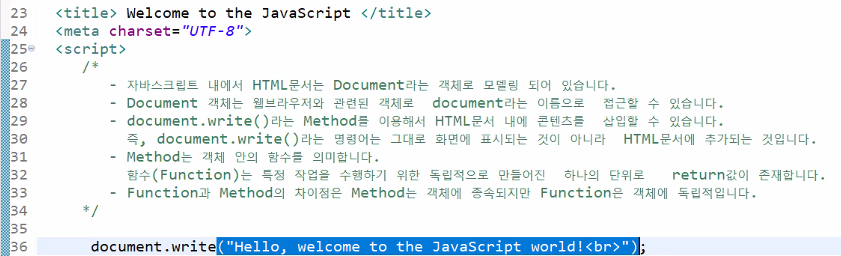 23 <title> Welcome to the JavaScript </title>
24 <meta charset="UTF-8">
25 <script>
26 /*
27 - 자바스크립트 내에서 HTML문서는 Document라는 객체로 모델링 되어 있습니다.
28 - Document 객체는 웹브라우저와 관련된 객체로 document라는 이름으로 접근할 수 있습니다.
29 - document.write()라는 Method를 이용해서 HTML문서 내에 콘텐츠를 삽입할 수 있습니다.
30 즉, document.write()라는 명령어는 그대로 화면에 표시되는 것이 아니라 HTML문서에 추가되는 것입니다.
31 - Method는 객체 안의 함수를 의미합니다.
32 함수(Function)는 특정 작업을 수행하기 위한 독립적으로 만들어진 하나의 단위로 return값이 존재합니다.
33 - Function과 Method의 차이점은 Method는 객체에 종속되지만 Function은 객체에 독립적입니다.
34 */
35
36 document.write("Hello, welcome to the JavaScript world!<br>");